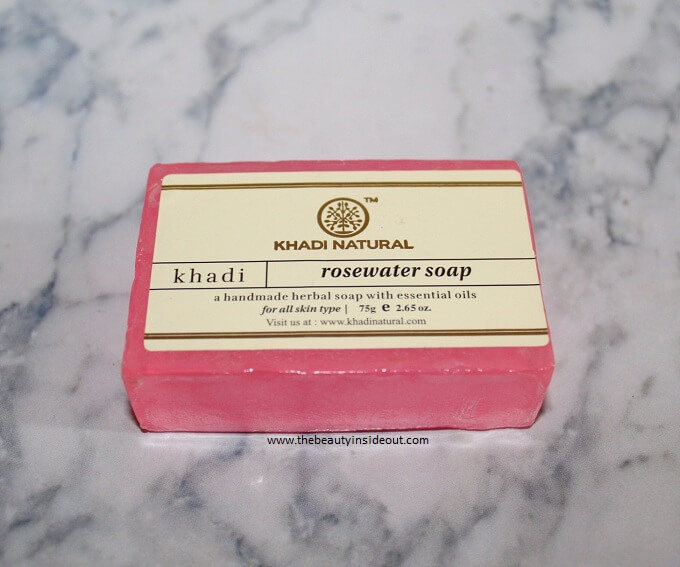 TM
KHADI NATURAL
khadi | rosewater soap
a handmade herbal soap with essential oils
for all skin type | 75g e 2.65 oz.
Visit us at : www.khadinatural.com
www.thebeautyinsideout.com